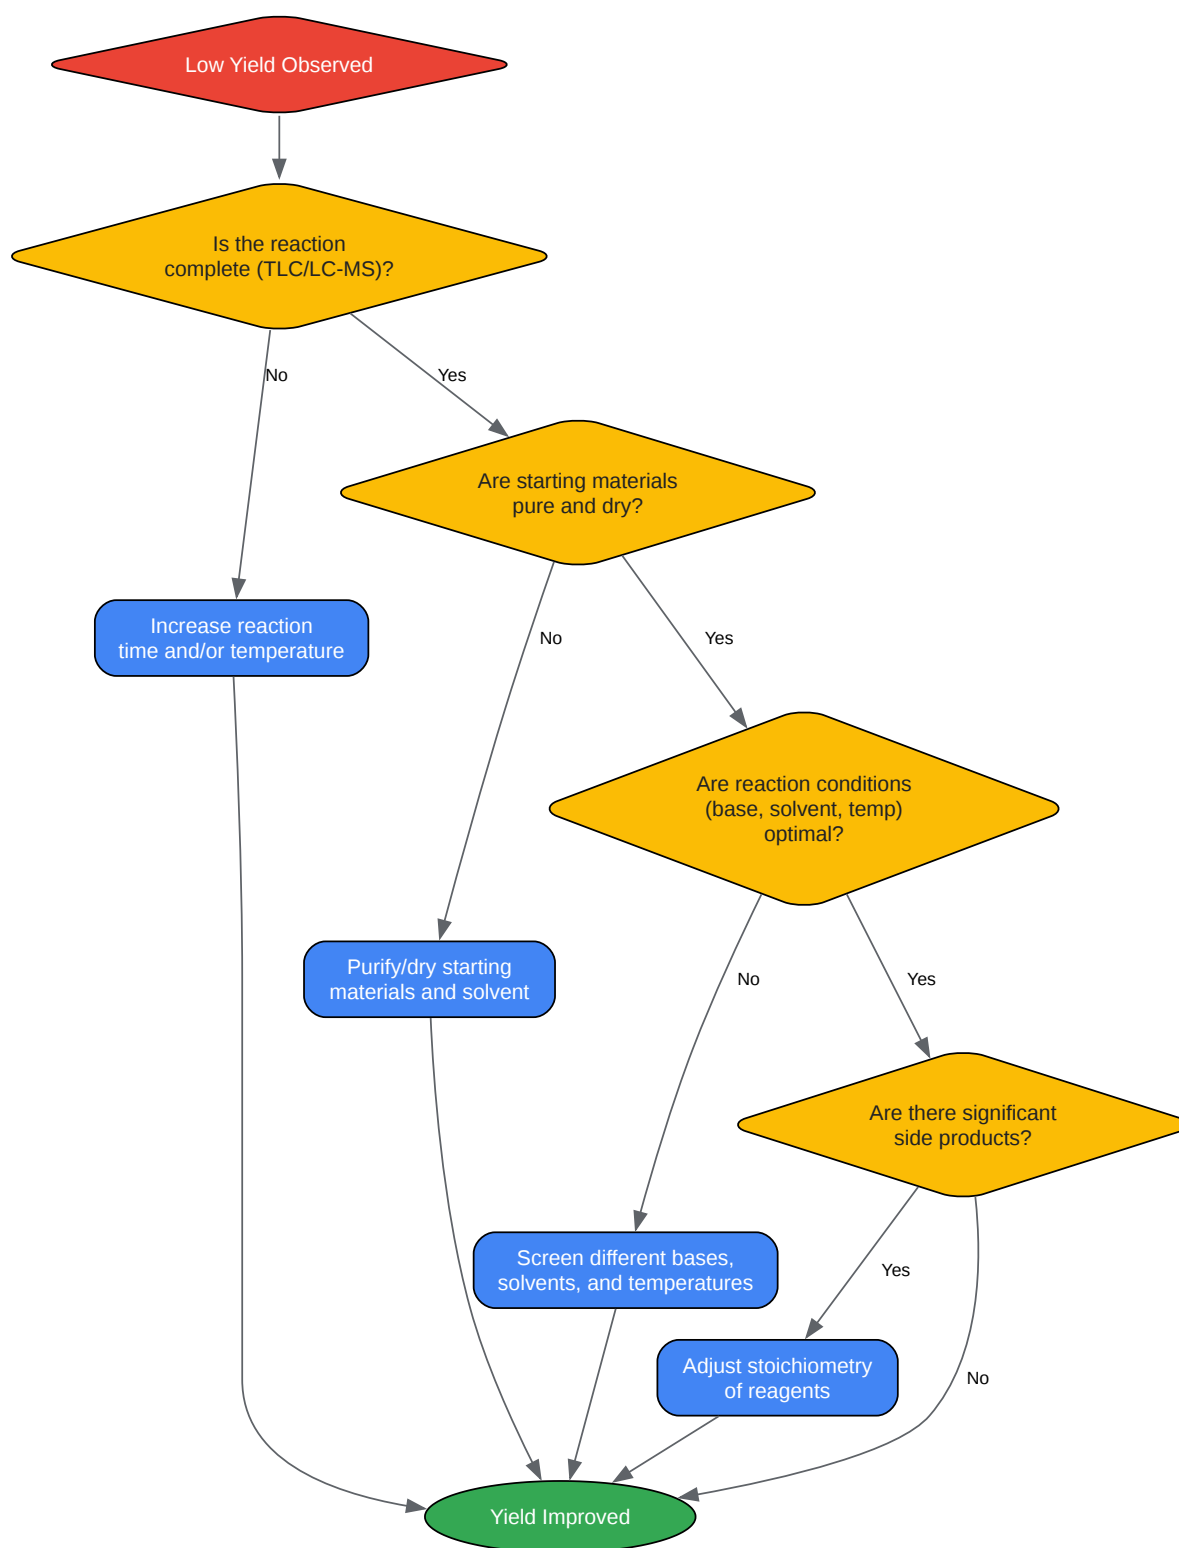 Low Yield Observed
Is the reaction
complete (TLC/LC-MS)?
No
Yes
Are starting materials
pure and dry?
Increase reaction
time and/or temperature
No
Yes
Are reaction conditions
(base, solvent, temp)
optimal?
Purify/dry starting
materials and solvent
No
Yes
Are there significant
side products?
Screen different bases,
solvents, and temperatures
Yes
Adjust stoichiometry
of reagents
No
Yield Improved